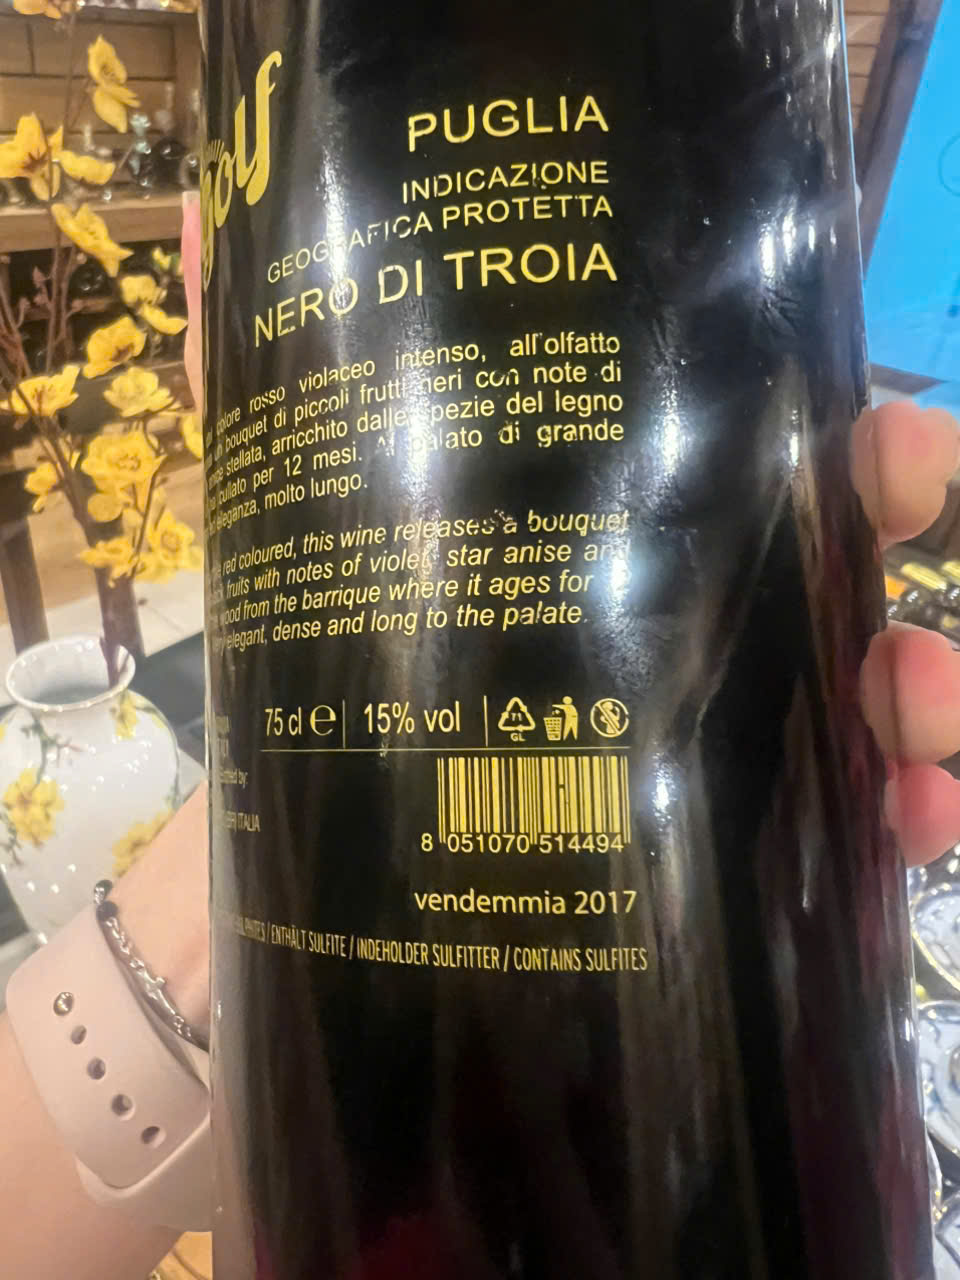 PUGLIA
INDICAZIONE
GEOGRAFICA PROTETTA
NERO DI TROIA
colore rosso violaceo intenso, all'olfatto
un bouquet di piccoli frutti neri con note di
stellata, arricchito dalle spezie del legno
cullato per 12 mesi. Al palato di grande
eleganza, molto lungo.
red coloured, this wine releases a bouquet
fruits with notes of violet, star anise and
wood from the barrique where it ages for
elegant, dense and long to the palate.
75 cl e 15% vol
71
GL
by:
ITALIA
8 051070 514494
vendemmia 2017
/ ENTHÄLT SULFITE / INDEHOLDER SULFITTER / CONTAINS SULFITES